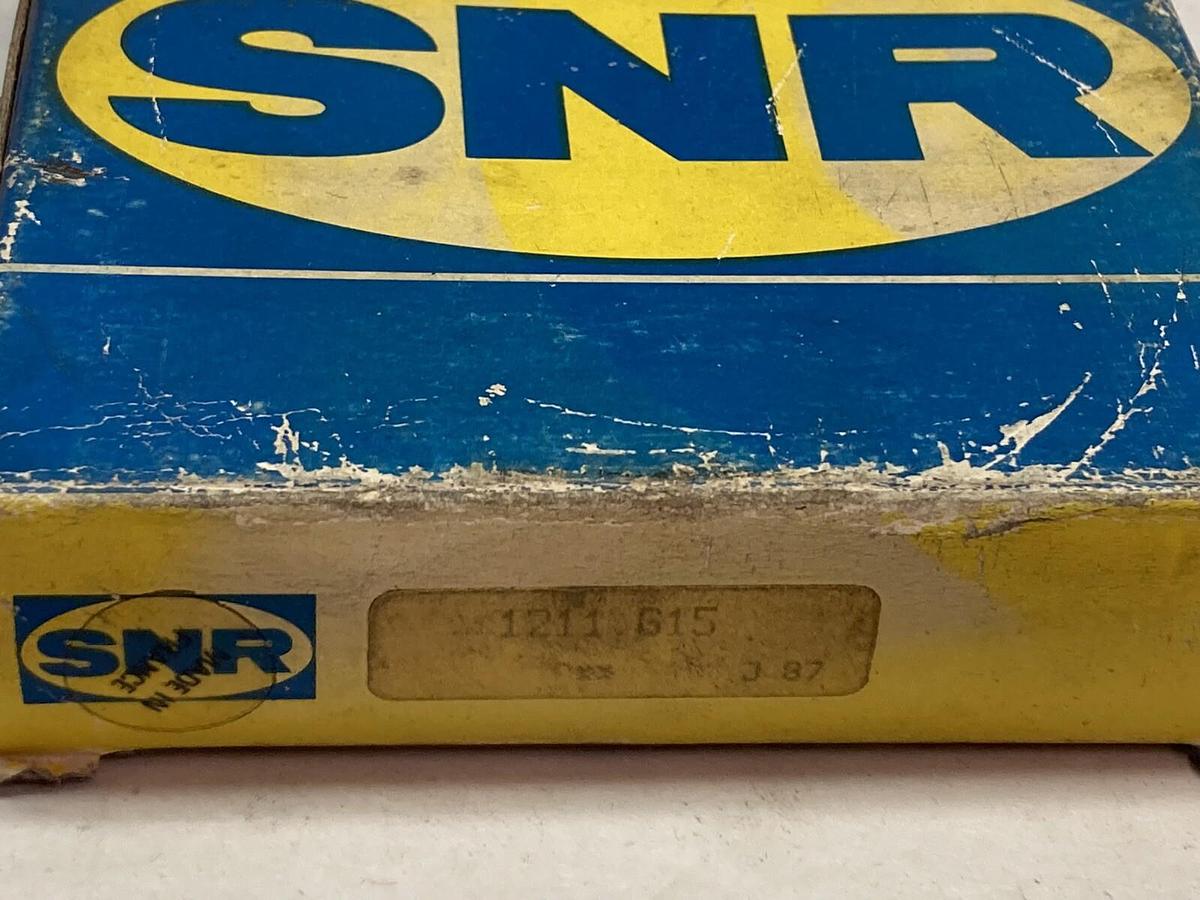 SNR
SNR
MADE IN
FRANCE
1211.G15
** J 87